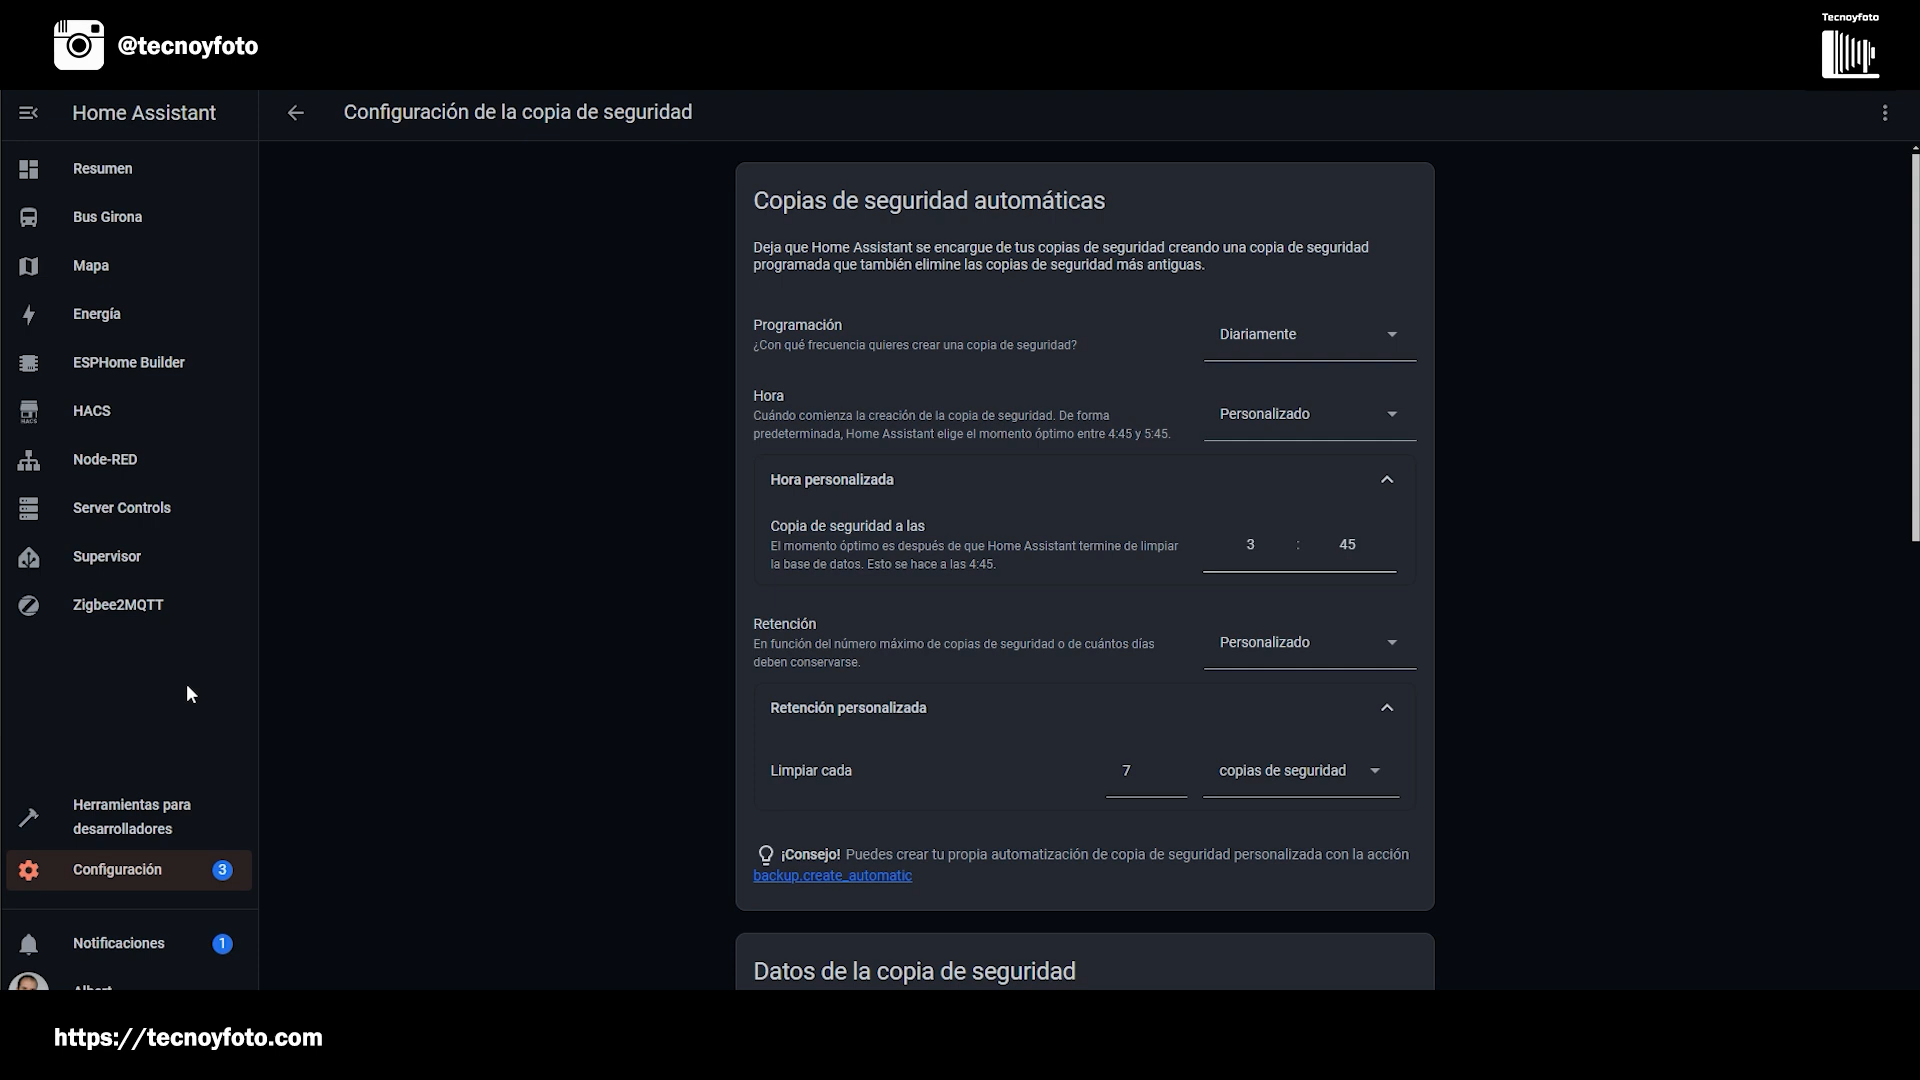 @tecnoyfoto
Tecnoyfoto
Home Assistant
Configuración de la copia de seguridad
Resumen
Bus Girona
Mapa
Energía
ESPHome Builder
HACS
HACS
Node-RED
Server Controls
Supervisor
Zigbee2MQTT
Herramientas para
desarrolladores
Configuración
3
Notificaciones
1
Albert
Copias de seguridad automáticas
Deja que Home Assistant se encargue de tus copias de seguridad creando una copia de seguridad
programada que también elimine las copias de seguridad más antiguas.
Programación
¿Con qué frecuencia quieres crear una copia de seguridad?
Diariamente
Hora
Cuándo comienza la creación de la copia de seguridad. De forma
predeterminada, Home Assistant elige el momento óptimo entre 4:45 y 5:45.
Personalizado
Hora personalizada
Copia de seguridad a las
El momento óptimo es después de que Home Assistant termine de limpiar
la base de datos. Esto se hace a las 4:45.
3 : 45
Retención
En función del número máximo de copias de seguridad o de cuántos días
deben conservarse.
Personalizado
Retención personalizada
Limpiar cada
7
copias de seguridad
¡Consejo! Puedes crear tu propia automatización de copia de seguridad personalizada con la acción
backup.create_automatic
Datos de la copia de seguridad
https://tecnoyfoto.com